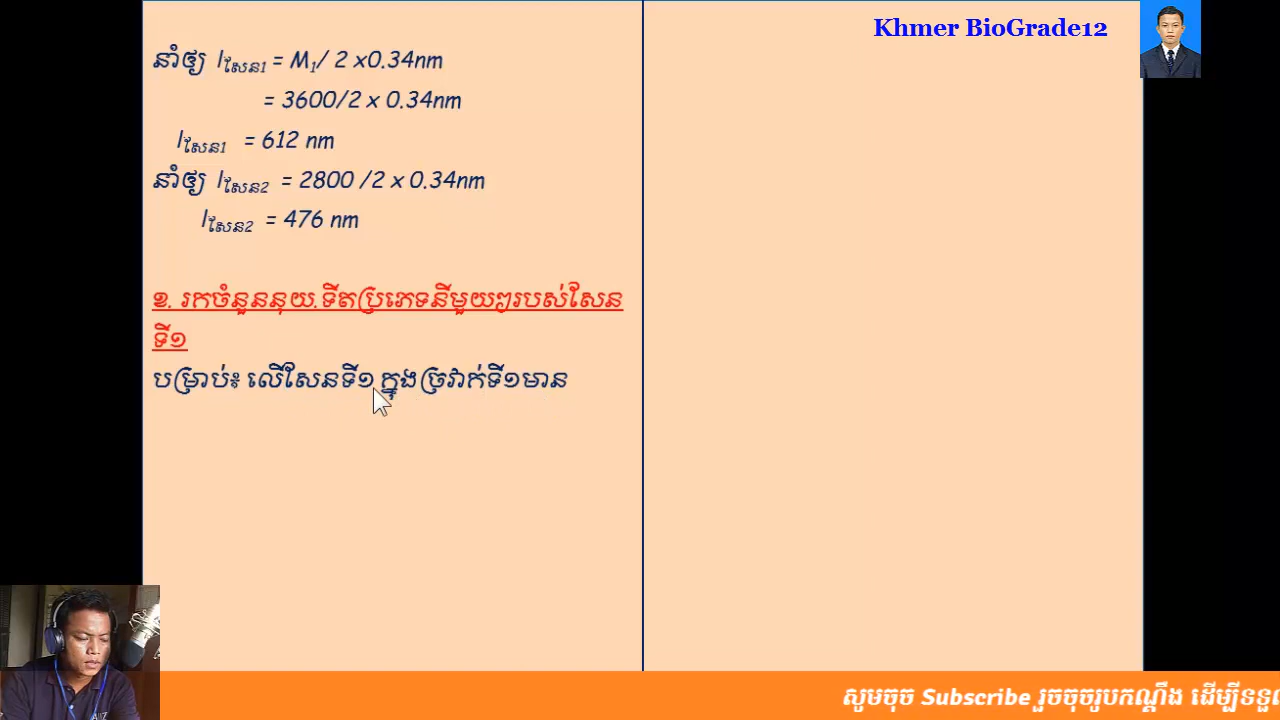 Khmer BioGrade12
នាំឲ្យ lសែន1 = M1/ 2 x0.34nm
= 3600/2 x 0.34nm
lសែន1 = 612 nm
នាំឲ្យ lសែន2 = 2800 /2 x 0.34nm
lសែន2 = 476 nm
ខ. រកចំនួននុយ.ទីតប្រភេទនីមួយៗរបស់សែន
ទី១
បម្រាប់៖ លើសែនទី១ ក្នុងច្រវាក់ទី១មាន
សូមចុច Subscribe រួចចុចរូបកណ្តឹង ដើម្បីទទួល